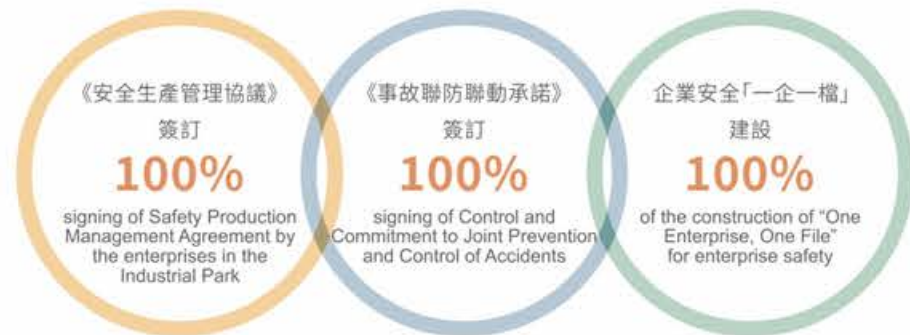 《安全生產管理協議》
簽訂
100%
signing of Safety Production
Management Agreement by
the enterprises in the
Industrial Park
《事故聯防聯動承諾》
簽訂
100%
signing of Control and
Commitment to Joint Prevention
and Control of Accidents
企業安全「一企一檔」
建設
100%
of the construction of “One
Enterprise, One File”
for enterprise safety